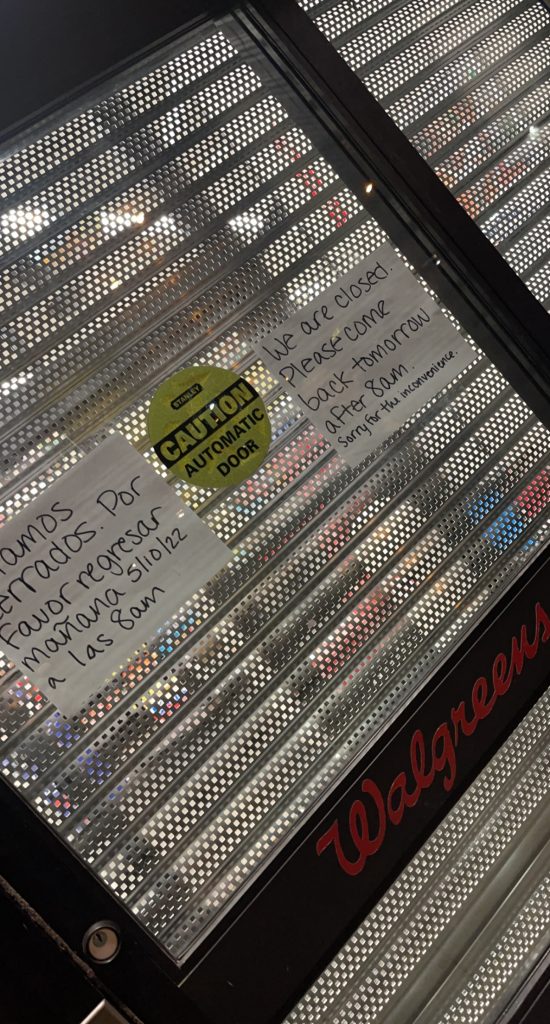 We are closed.
Please come
back tomorrow
after 8am.
Sorry for the inconvenience.
STANLEY
CAUTION
AUTOMATIC
DOOR
amos
errados. Por
Favor regresar
mañana 5/10/22
a las 8am
Walgreens